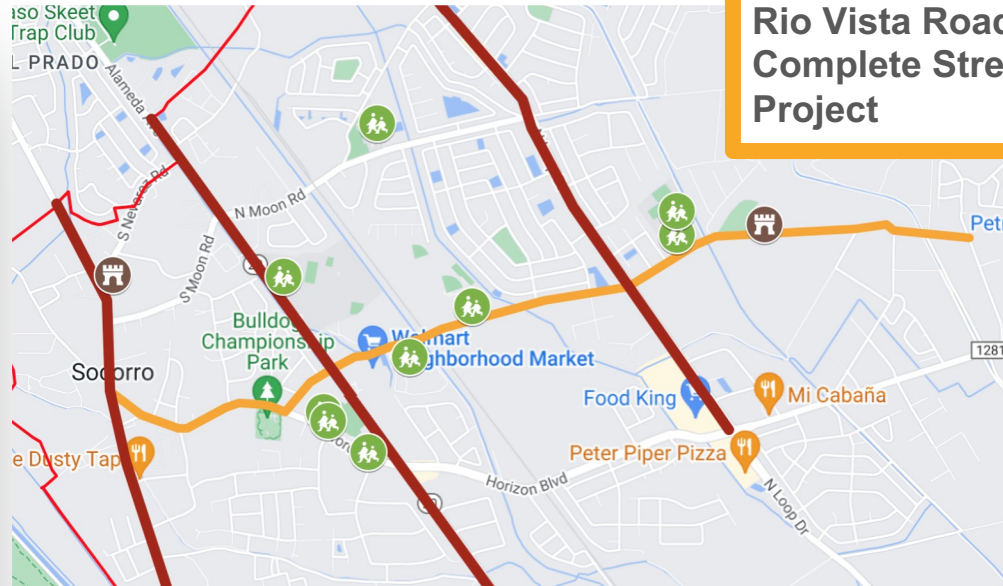 Rio Vista Road
Complete Stre
Project
aso Skeet
Trap Club
L PRADO
Alameda
S Nevarez Rd
N Moon Rd
S Moon Rd
Bulldog
Championship
Park
Walmart
ghborhood Market
Socorro
e Dusty Tap
Food King
Mi Cabaña
Peter Piper Pizza
Horizon Blvd
N Loop Dr
1281
Pet